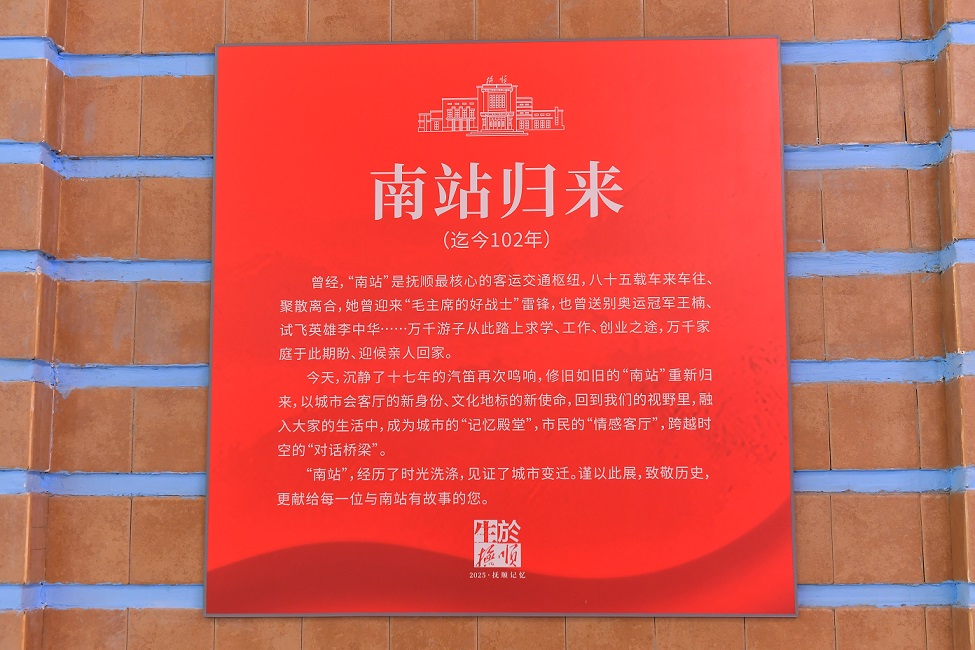 抚顺
南站归来
（迄今102年）
曾经，“南站”是抚顺最核心的客运交通枢纽，八十五载车来车往、
聚散离合，她曾迎来“毛主席的好战士”雷锋，也曾送别奥运冠军王楠、
试飞英雄李中华……万千游子从此踏上求学、工作、创业之途，万千家
庭于此期盼、迎候亲人回家。
今天，沉静了十七年的汽笛再次鸣响，修旧如旧的“南站”重新归
来，以城市会客厅的新身份、文化地标的新使命，回到我们的视野里，融
入大家的生活中，成为城市的“记忆殿堂”，市民的“情感客厅”，跨越时
空的“对话桥梁”。
“南站”，经历了时光洗涤，见证了城市变迁。谨以此展，致敬历史，
更献给每一位与南站有故事的您。
生於
撫順
2025·抚顺记忆